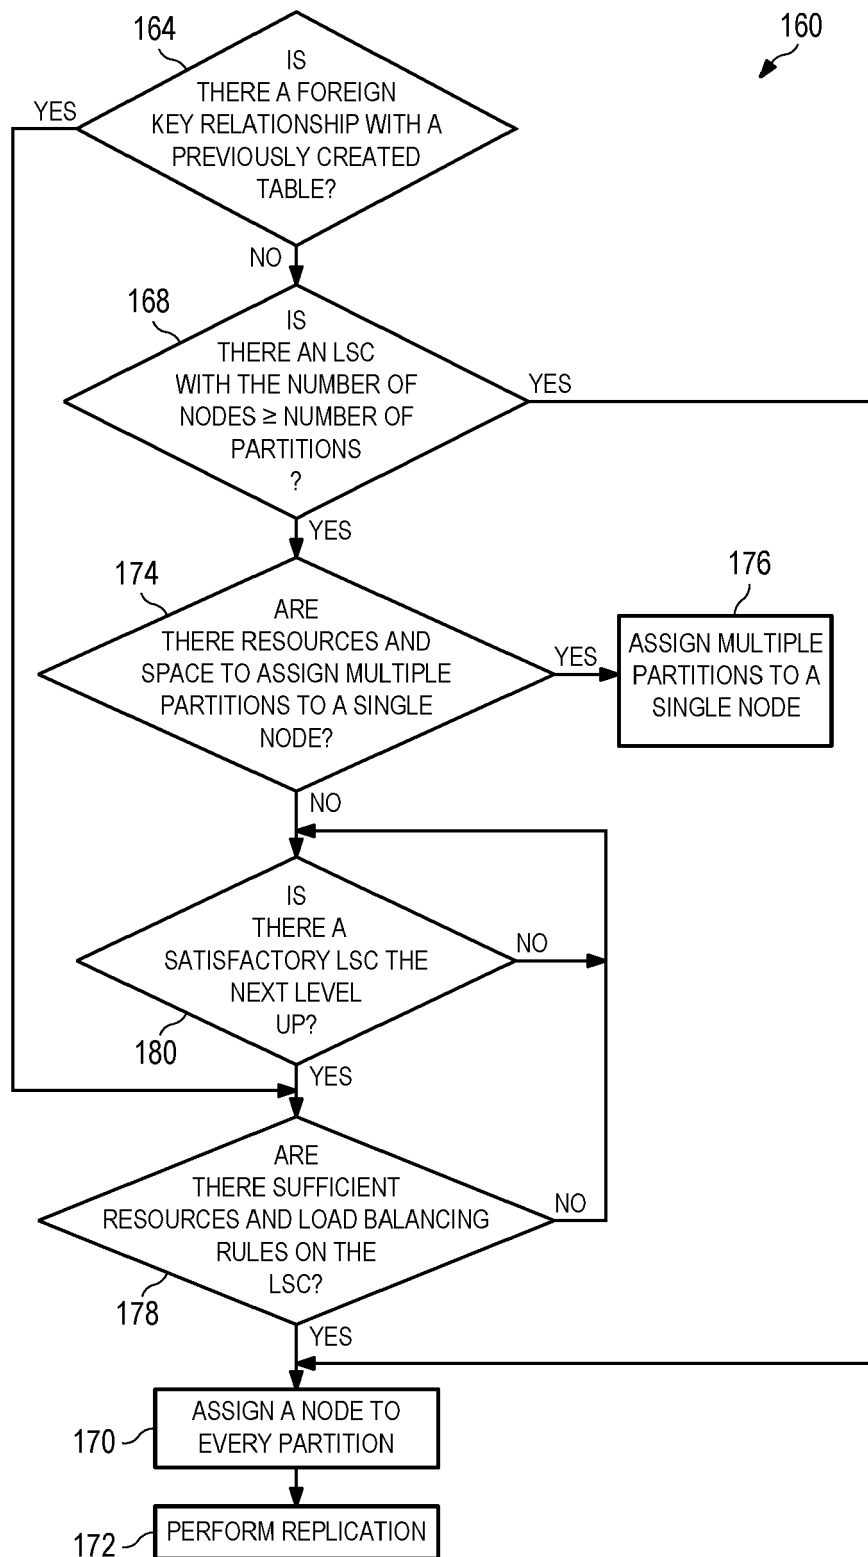 164
160
IS
THERE A FOREIGN
KEY RELATIONSHIP WITH A
PREVIOUSLY CREATED
TABLE?
YES
NO
168
IS
THERE AN LSC
WITH THE NUMBER OF
NODES ≥ NUMBER OF
PARTITIONS
?
YES
YES
174
ARE
THERE RESOURCES AND
SPACE TO ASSIGN MULTIPLE
PARTITIONS TO A SINGLE
NODE?
YES
176
ASSIGN MULTIPLE
PARTITIONS TO A
SINGLE NODE
NO
IS
THERE A
SATISFACTORY LSC THE
NEXT LEVEL
UP?
NO
180
YES
ARE
THERE SUFFICIENT
RESOURCES AND LOAD BALANCING
RULES ON THE
LSC?
NO
178
YES
170
ASSIGN A NODE TO
EVERY PARTITION
172
PERFORM REPLICATION